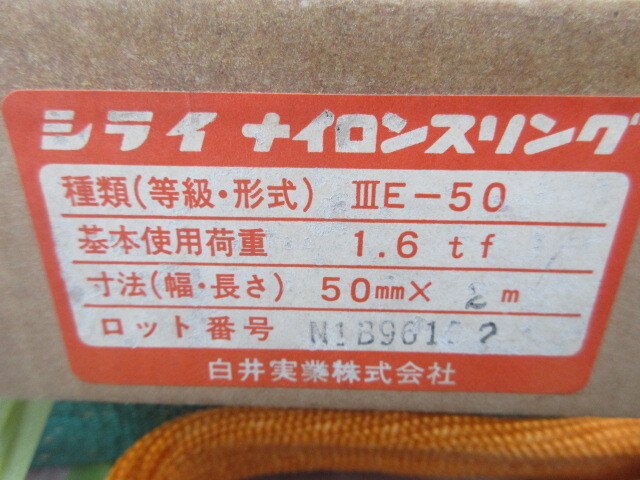 シライ ナイロンスリング
種類(等級・形式) ⅢE-50
基本使用荷重 1.6 tf
寸法(幅・長さ) 50mm× 2 m
ロット番号
白井実業株式会社